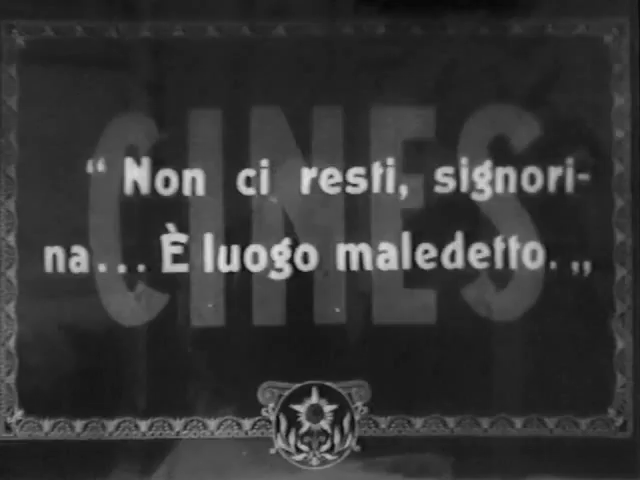 CINES
“ Non ci resti, signori-
na... È luogo maledetto. „